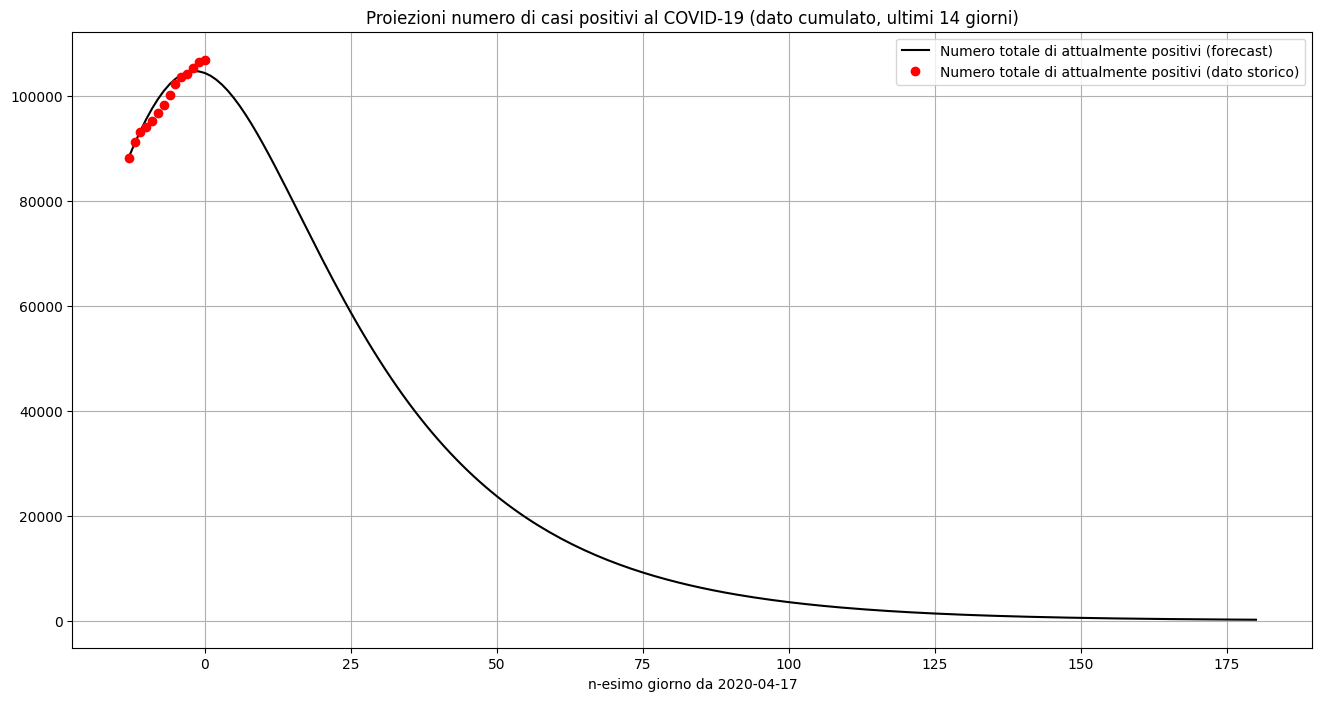 Proiezioni numero di casi positivi al COVID-19 (dato cumulato, ultimi 14 giorni)
Numero totale di attualmente positivi (forecast)
Numero totale di attualmente positivi (dato storico)
100000
80000
60000
40000
20000
0
0 25 50 75 100 125 150 175
n-esimo giorno da 2020-04-17